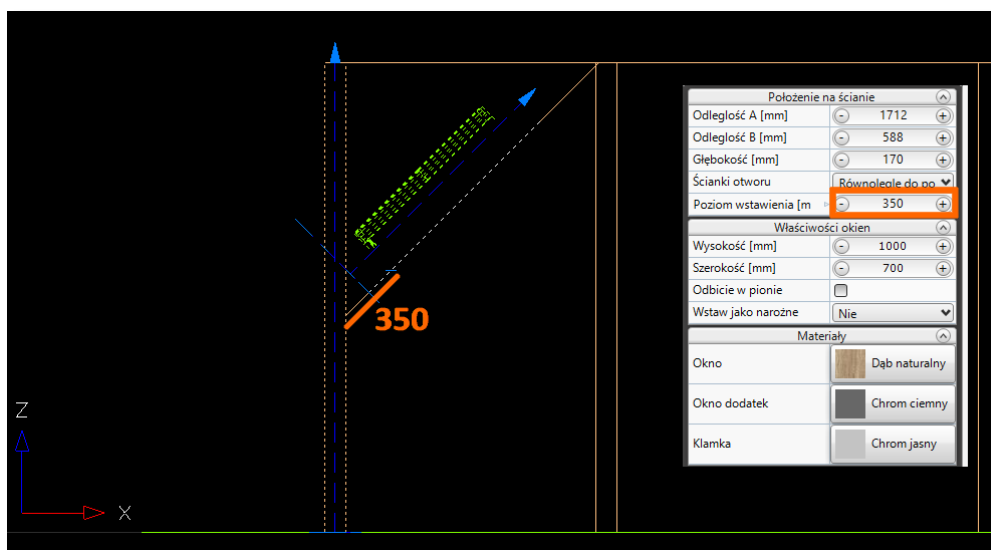 Położenie na ścianie
Odległość A [mm] - 1712 +
Odległość B [mm] - 588 +
Głębokość [mm] - 170 +
Ścianki otworu Równolegle do po
Poziom wstawienia [m - 350 +
Właściwości okien
Wysokość [mm] - 1000 +
Szerokość [mm] - 700 +
Odbicie w pionie
Wstaw jako narożne Nie
350
Materiały
Okno Dąb naturalny
Okno dodatek Chrom ciemny
Klamka Chrom jasny
Z
X